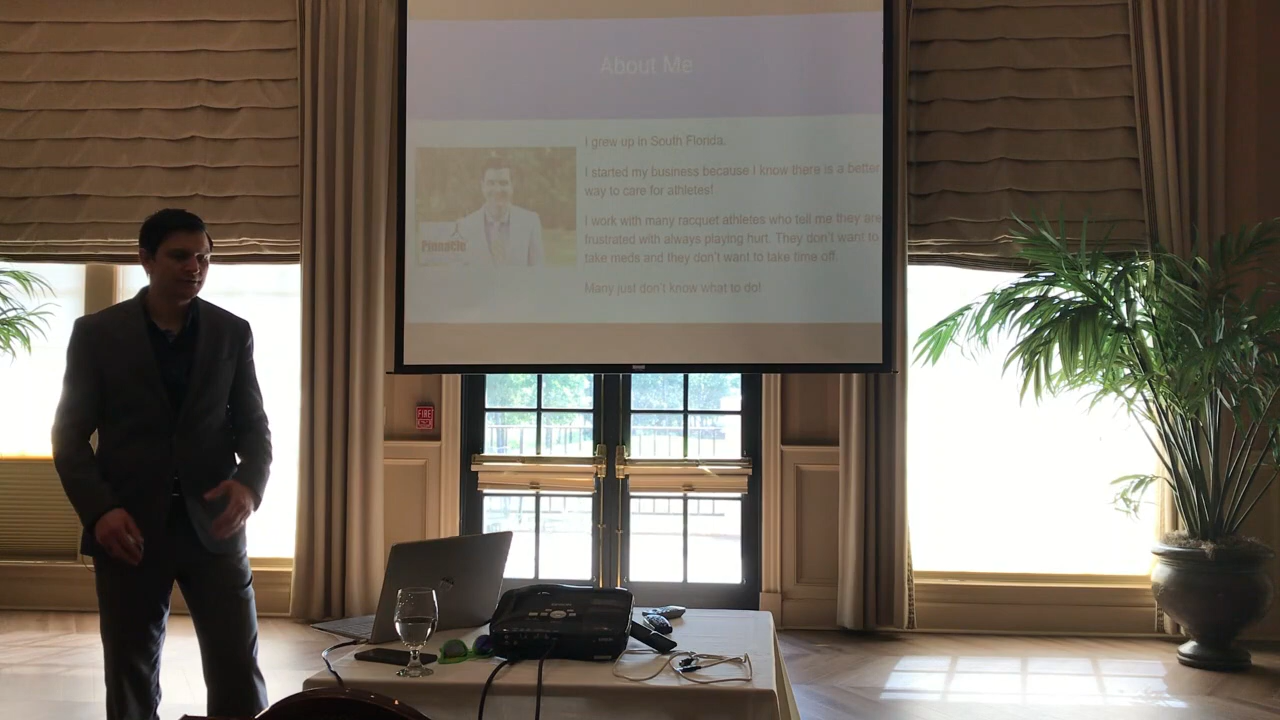 About Me
I grew up in South Florida.
I started my business because I know there is a better
way to care for athletes!
I work with many racquet athletes who tell me they are
frustrated with always playing hurt. They don't want to
take meds and they don't want to take time off.
Many just don't know what to do!
Pinnacle
FIRE